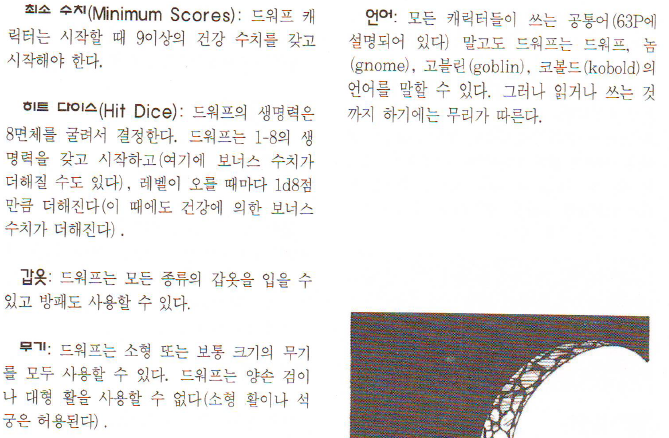 최소 수치(Minimum Scores): 드워프 캐
릭터는 시작할 때 9이상의 건강 수치를 갖고
시작해야 한다.
히트 다이스(Hit Dice): 드워프의 생명력은
8면체를 굴려서 결정한다. 드워프는 1-8의 생
명력을 갖고 시작하고(여기에 보너스 수치가
더해질 수도 있다), 레벨이 오를 때마다 1d8점
만큼 더해진다(이 때에도 건강에 의한 보너스
수치가 더해진다).
갑옷: 드워프는 모든 종류의 갑옷을 입을 수
있고 방패도 사용할 수 있다.
무기: 드워프는 소형 또는 보통 크기의 무기
를 모두 사용할 수 있다. 드워프는 양손 검이
나 대형 활을 사용할 수 없다(소형 활이나 석
궁은 허용된다).
언어: 모든 캐릭터들이 쓰는 공통어(63P에
설명되어 있다) 말고도 드워프는 드워프, 놈
(gnome), 고블린(goblin), 코볼드(kobold)의
언어를 말할 수 있다. 그러나 읽거나 쓰는 것
까지 하기에는 무리가 따른다.